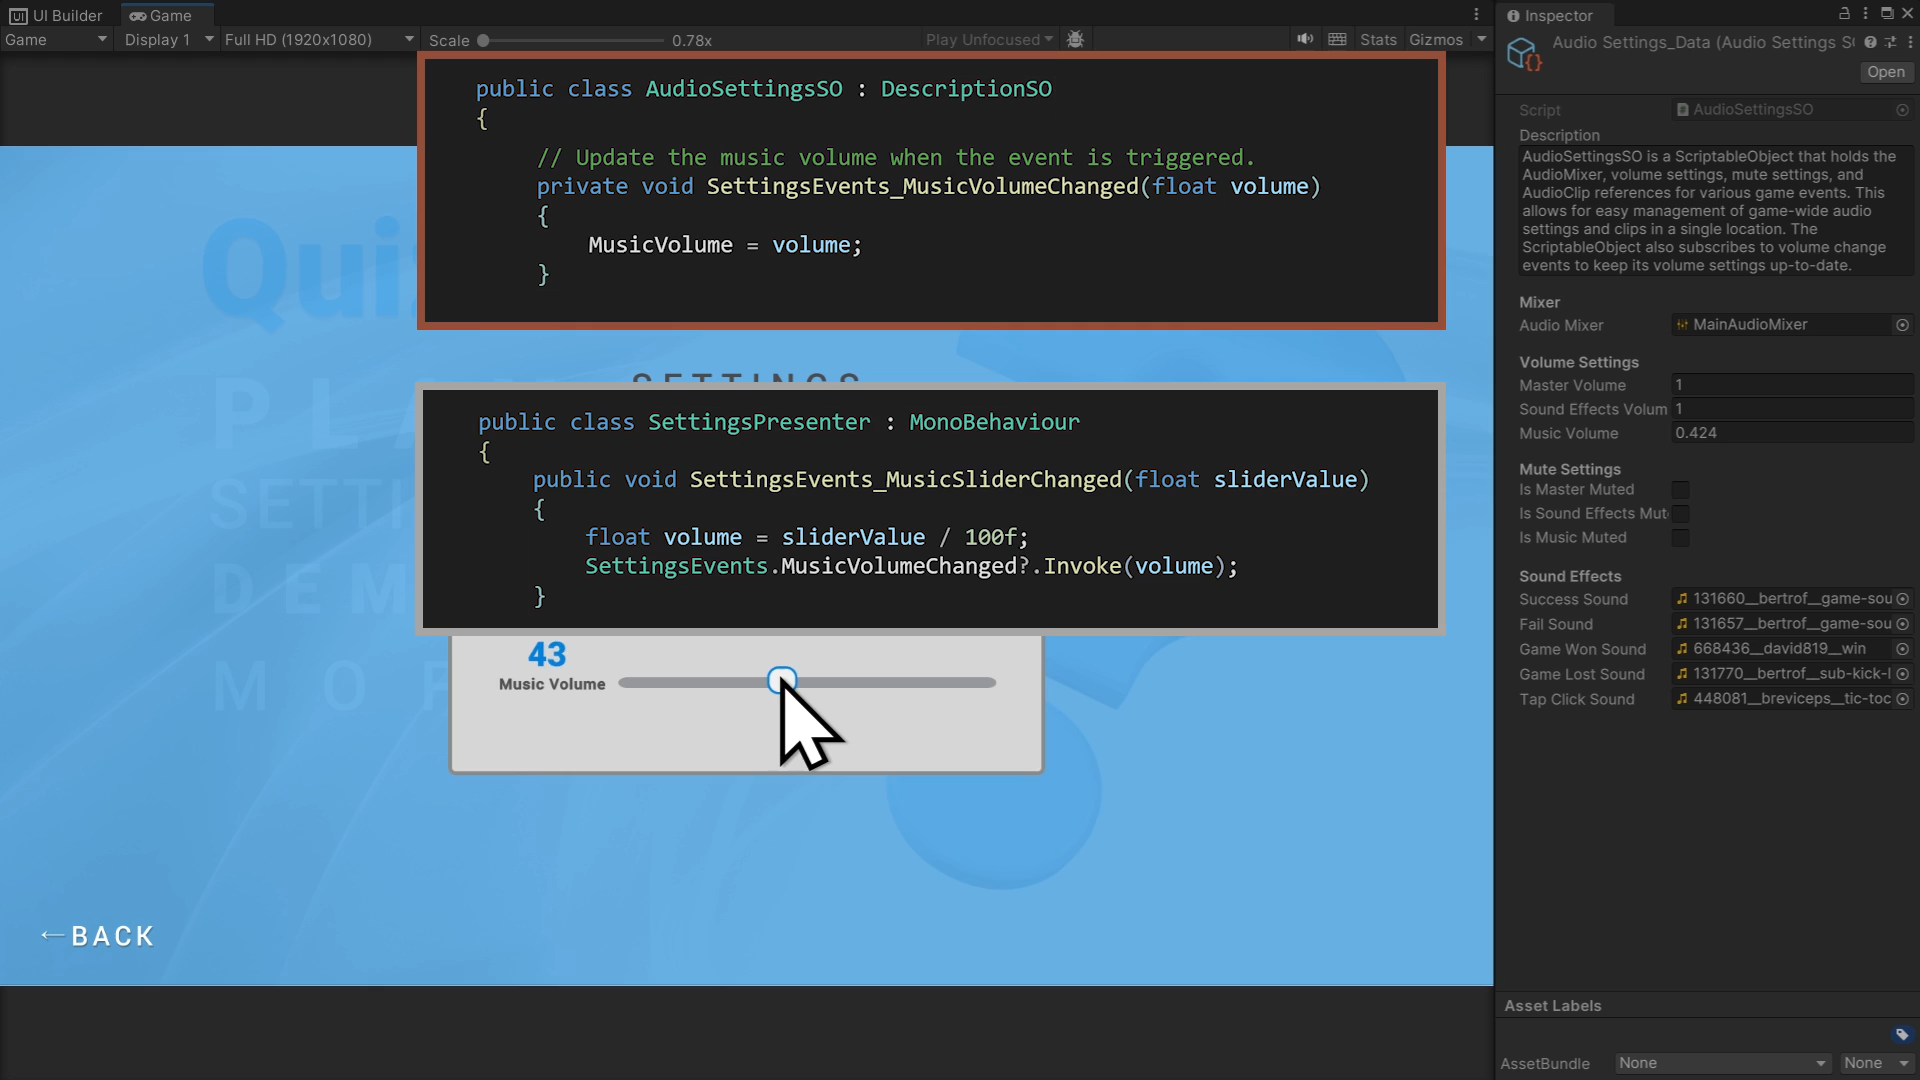 UI Builder
Game
Game
Display 1
Full HD (1920x1080)
Scale
0.78x
Play Unfocused
Stats
Gizmos
public class AudioSettingsSO : DescriptionSO
{
// Update the music volume when the event is triggered.
private void SettingsEvents_MusicVolumeChanged(float volume)
{
MusicVolume = volume;
}
Qui
SETTINGS
PLA
SETTI
DEM
MO
public class SettingsPresenter : MonoBehaviour
{
public void SettingsEvents_MusicSliderChanged(float sliderValue)
{
float volume = sliderValue / 100f;
SettingsEvents.MusicVolumeChanged?.Invoke(volume);
}
43
Music Volume
←BACK
Inspector
Audio Settings_Data (Audio Settings S
Open
Script
AudioSettingsSO
Description
AudioSettingsSO is a ScriptableObject that holds the
AudioMixer, volume settings, mute settings, and
AudioClip references for various game events. This
allows for easy management of game-wide audio
settings and clips in a single location. The
ScriptableObject also subscribes to volume change
events to keep its volume settings up-to-date.
Mixer
Audio Mixer
MainAudioMixer
Volume Settings
Master Volume
1
Sound Effects Volum
1
Music Volume
0.424
Mute Settings
Is Master Muted
Is Sound Effects Mut
Is Music Muted
Sound Effects
Success Sound
131660__bertrof__game-sou
Fail Sound
131657__bertrof__game-sou
Game Won Sound
668436__david819__win
Game Lost Sound
131770__bertrof__sub-kick-l
Tap Click Sound
448081__breviceps__tic-toc
Asset Labels
AssetBundle
None
None